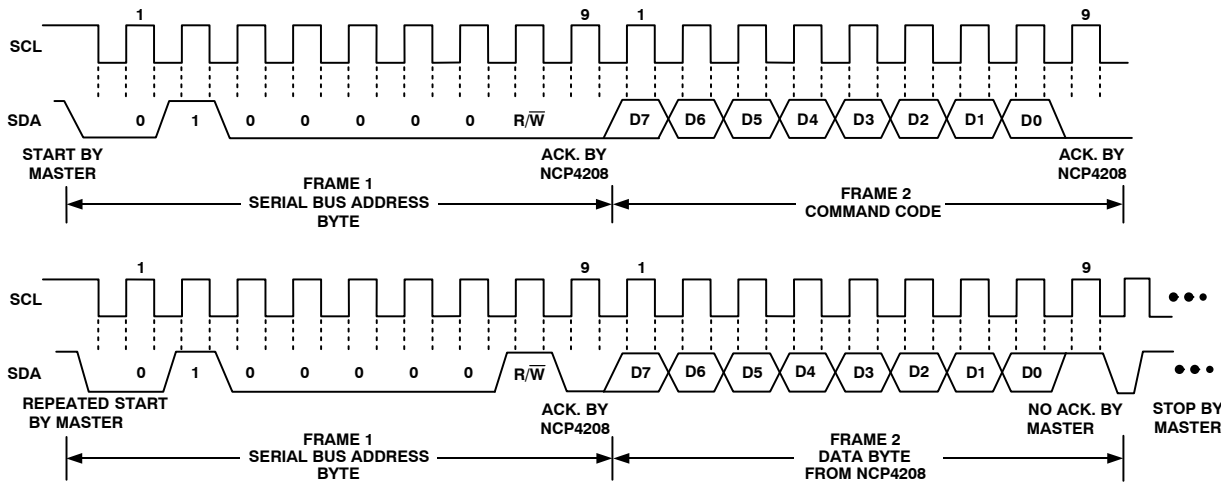 1 9 1 9
SCL
SDA 0 1 0 0 0 0 0 R/W̅ D7 D6 D5 D4 D3 D2 D1 D0
START BY
MASTER
ACK. BY
NCP4208
ACK. BY
NCP4208
FRAME 1
SERIAL BUS ADDRESS
BYTE
FRAME 2
COMMAND CODE
1 9 1 9
SCL
SDA 0 1 0 0 0 0 0 R/W̅ D7 D6 D5 D4 D3 D2 D1 D0
REPEATED START
BY MASTER
ACK. BY
NCP4208
NO ACK. BY
MASTER
STOP BY
MASTER
FRAME 1
SERIAL BUS ADDRESS
BYTE
FRAME 2
DATA BYTE
FROM NCP4208